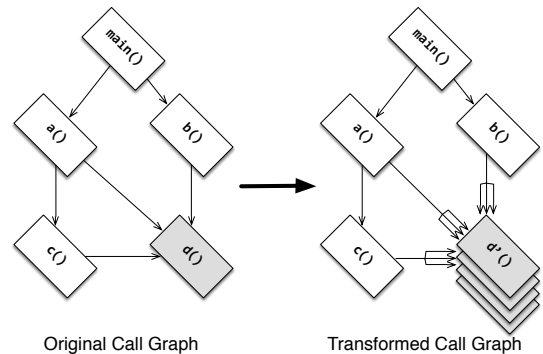 main()
main()
a()
b()
a()
b()
c()
d()
c()
d'()
Original Call Graph
Transformed Call Graph